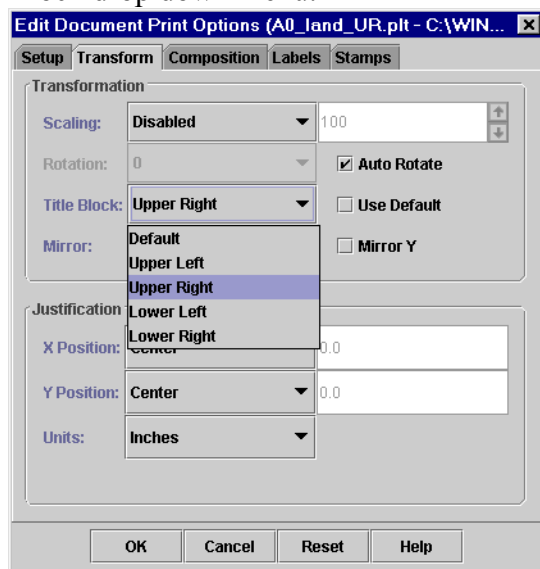 Edit Document Print Options (A0_land_UR.plt - C:\WIN...
Setup Transform Composition Labels Stamps
Transformation
Scaling: Disabled 100
Rotation: 0 Auto Rotate
Title Block: Upper Right Use Default
Mirror: Mirror Y
Default
Upper Left
Upper Right
Lower Left
Lower Right
Justification
X Position: Center 0.0
Y Position: Center 0.0
Units: Inches
OK Cancel Reset Help